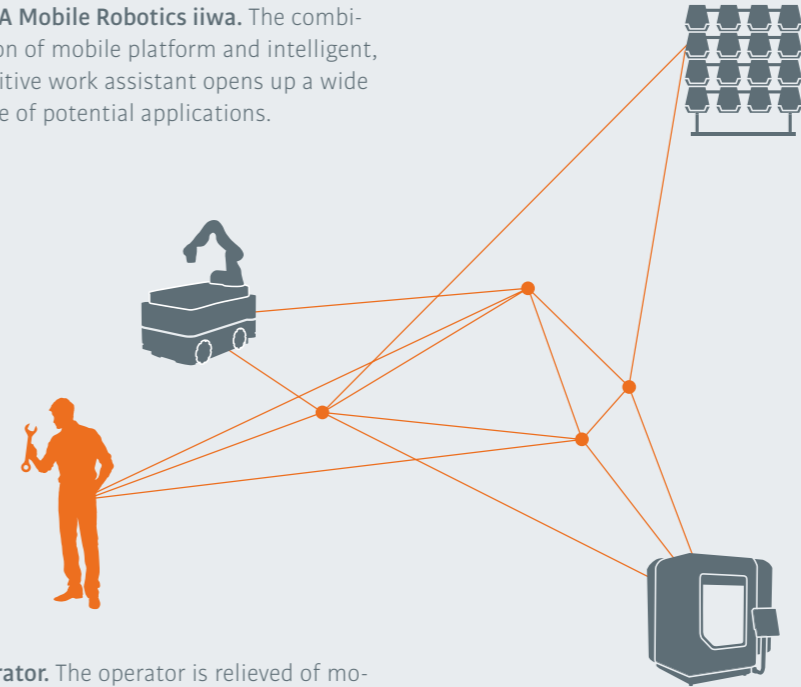 A Mobile Robotics iiwa. The combi-
on of mobile platform and intelligent,
itive work assistant opens up a wide
e of potential applications.
rator. The operator is relieved of mo-